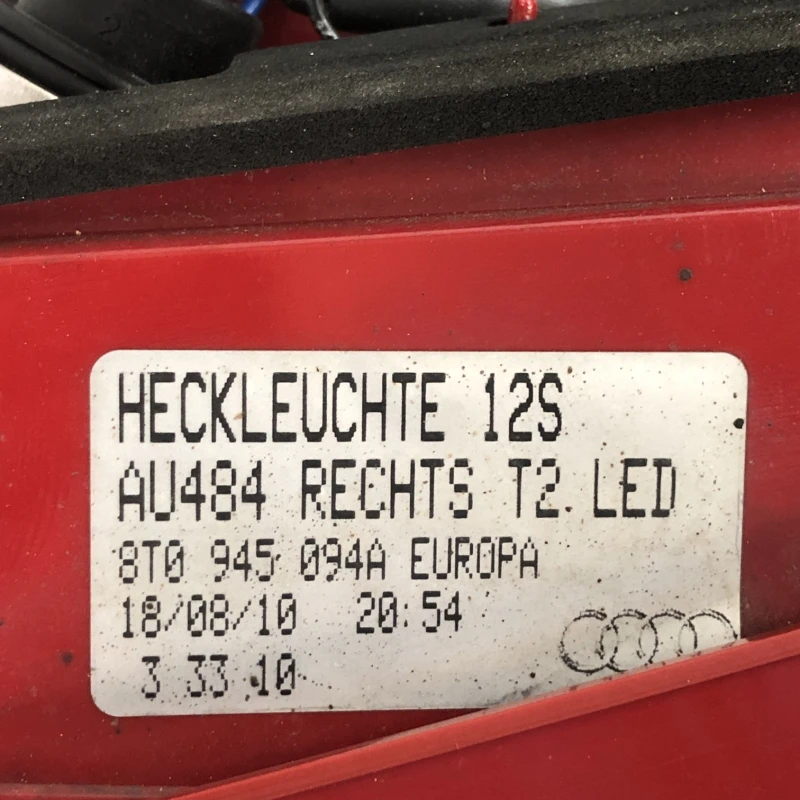 HECKLEUCHTE 12S
AU484 RECHTS T2 LED
8T0 945 094A EUROPA
18/08/10 20:54
3 33 10